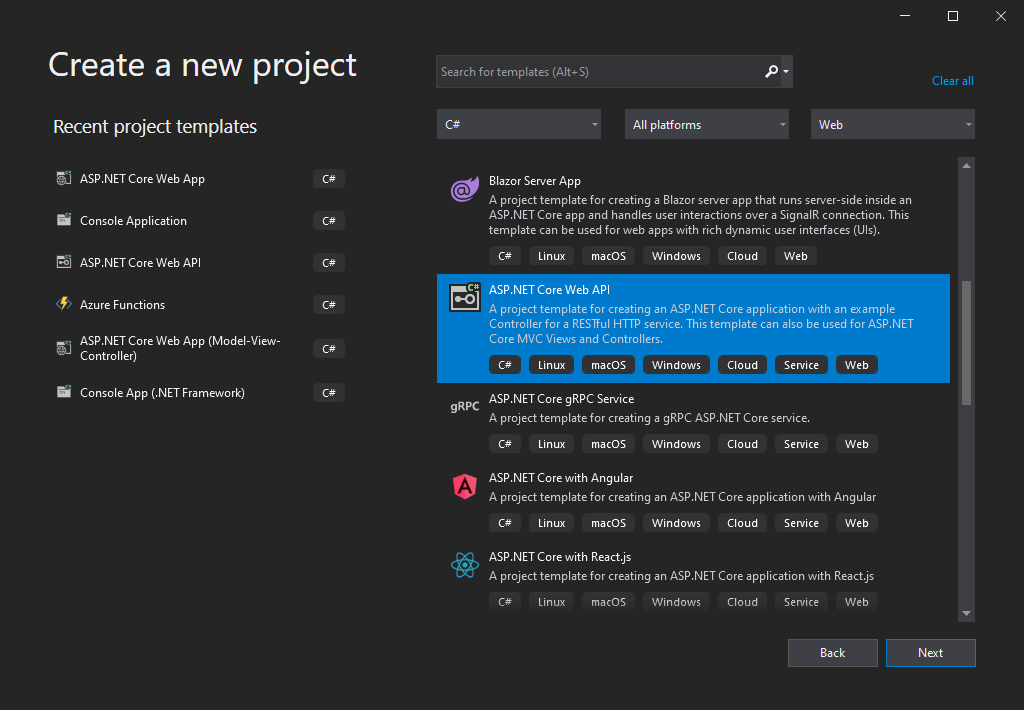 Create a new project
Search for templates (Alt+S)
Clear all
C#
All platforms
Web
Recent project templates
ASP.NET Core Web App
C#
Console Application
C#
ASP.NET Core Web API
C#
Azure Functions
C#
ASP.NET Core Web App (Model-View-
Controller)
C#
Console App (.NET Framework)
C#
Blazor Server App
A project template for creating a Blazor server app that runs server-side inside an
ASP.NET Core app and handles user interactions over a SignalR connection. This
template can be used for web apps with rich dynamic user interfaces (UIs).
C# Linux macOS Windows Cloud Web
ASP.NET Core Web API
A project template for creating an ASP.NET Core application with an example
Controller for a RESTful HTTP service. This template can also be used for ASP.NET
Core MVC Views and Controllers.
C# Linux macOS Windows Cloud Service Web
gRPC
ASP.NET Core gRPC Service
A project template for creating a gRPC ASP.NET Core service.
C# Linux macOS Windows Cloud Service Web
ASP.NET Core with Angular
A project template for creating an ASP.NET Core application with Angular
C# Linux macOS Windows Cloud Service Web
ASP.NET Core with React.js
A project template for creating an ASP.NET Core application with React.js
C# Linux macOS Windows Cloud Service Web
Back
Next